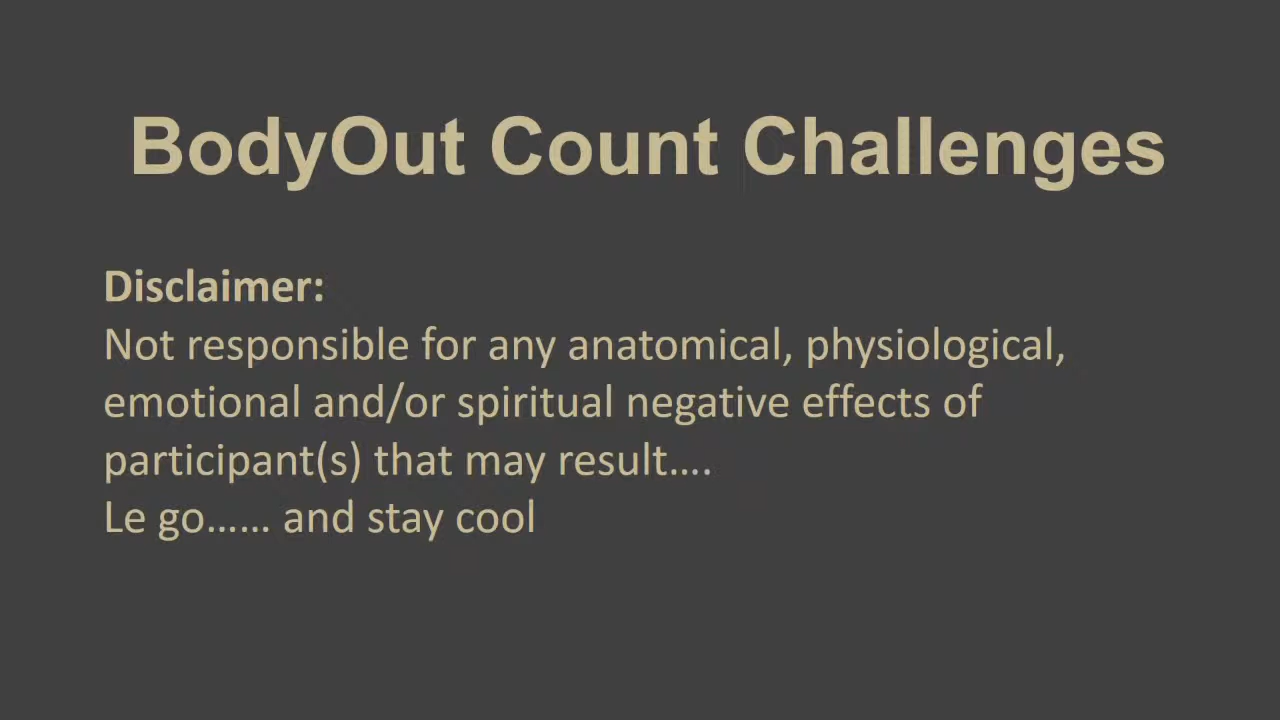 BodyOut Count Challenges
Disclaimer:
Not responsible for any anatomical, physiological,
emotional and/or spiritual negative effects of
participant(s) that may result....
Le go...... and stay cool